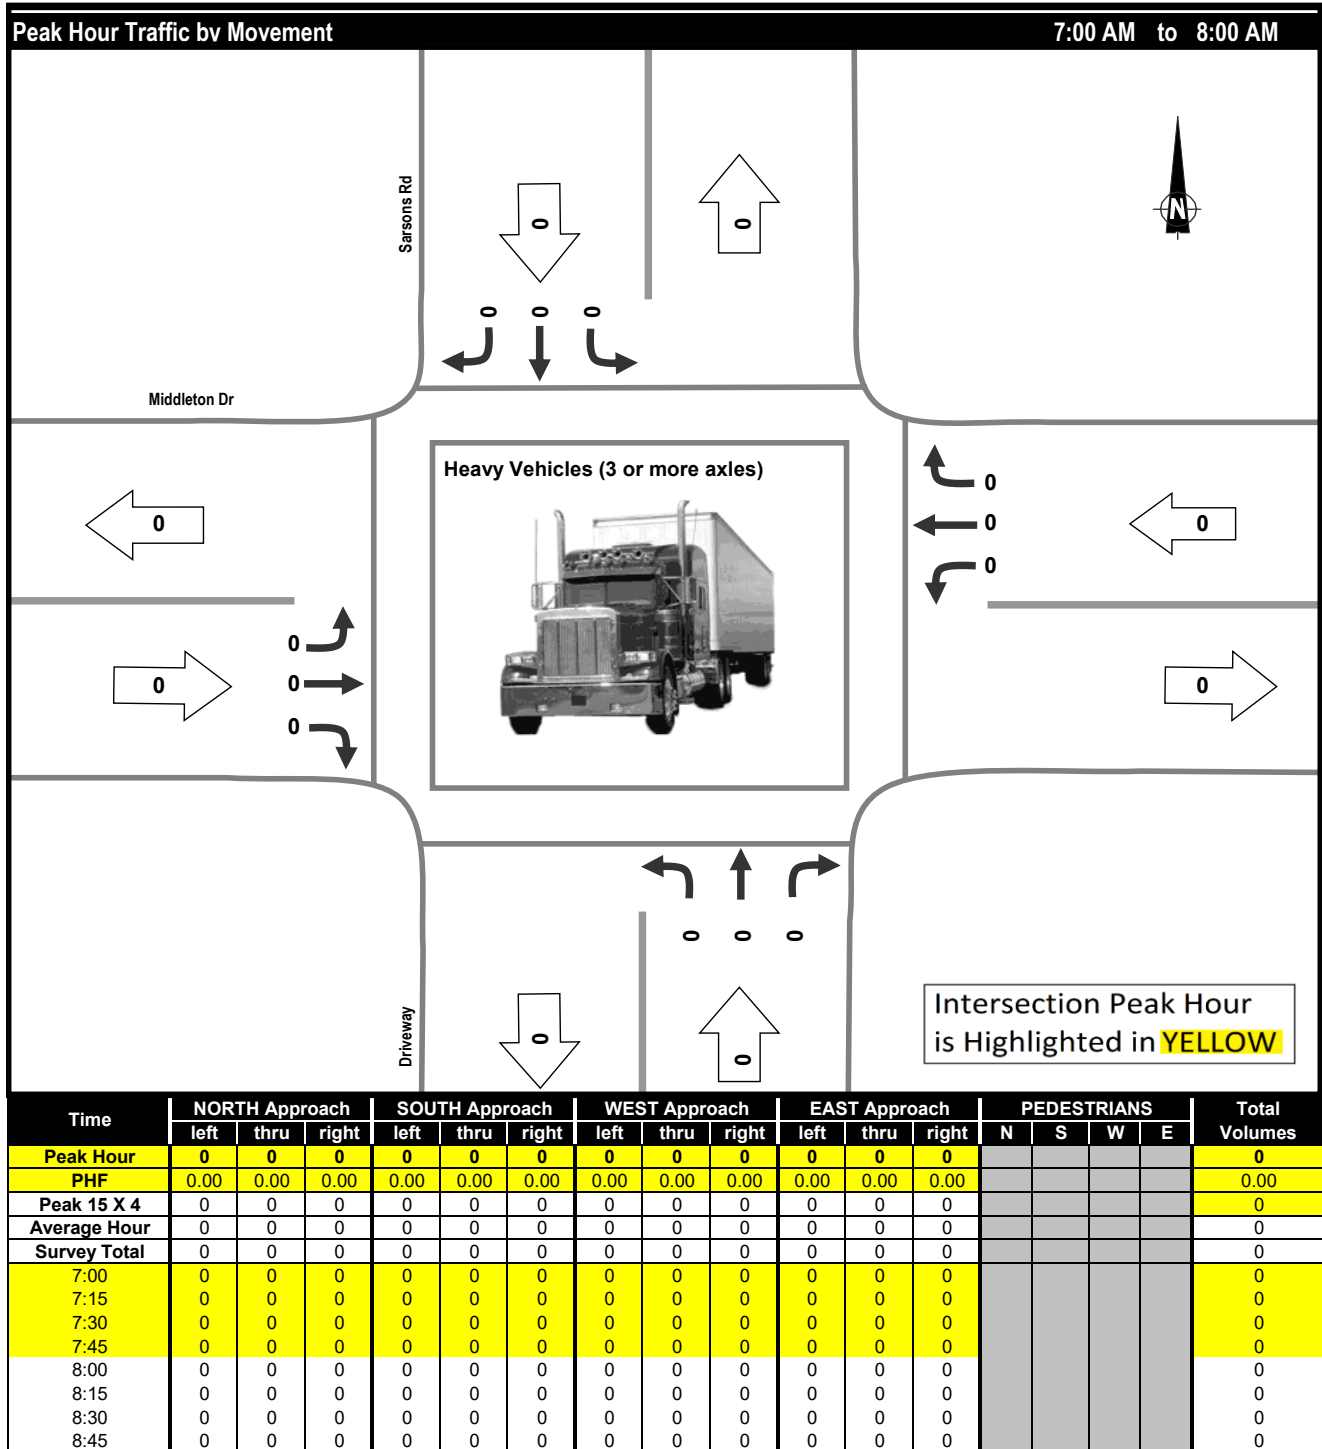 Peak Hour Traffic by Movement 7:00 AM to 8:00 AM
Sarsons Rd
0 0
0 0 0
N
Middleton Dr
Heavy Vehicles (3 or more axles)
0
0
0
0
0
0
0
0
0
0
0 0
0 0 0
Driveway
0 0
Intersection Peak Hour
is Highlighted in YELLOW
Time NORTH Approach SOUTH Approach WEST Approach EAST Approach PEDESTRIANS Total
left thru right left thru right left thru right left thru right N S W E Volumes
Peak Hour 0 0 0 0 0 0 0 0 0 0 0 0 0
PHF 0.00 0.00 0.00 0.00 0.00 0.00 0.00 0.00 0.00 0.00 0.00 0.00 0.00
Peak 15 X 4 0 0 0 0 0 0 0 0 0 0 0 0 0
Average Hour 0 0 0 0 0 0 0 0 0 0 0 0 0
Survey Total 0 0 0 0 0 0 0 0 0 0 0 0 0
7:00 0 0 0 0 0 0 0 0 0 0 0 0 0
7:15 0 0 0 0 0 0 0 0 0 0 0 0 0
7:30 0 0 0 0 0 0 0 0 0 0 0 0 0
7:45 0 0 0 0 0 0 0 0 0 0 0 0 0
8:00 0 0 0 0 0 0 0 0 0 0 0 0 0
8:15 0 0 0 0 0 0 0 0 0 0 0 0 0
8:30 0 0 0 0 0 0 0 0 0 0 0 0 0
8:45 0 0 0 0 0 0 0 0 0 0 0 0 0